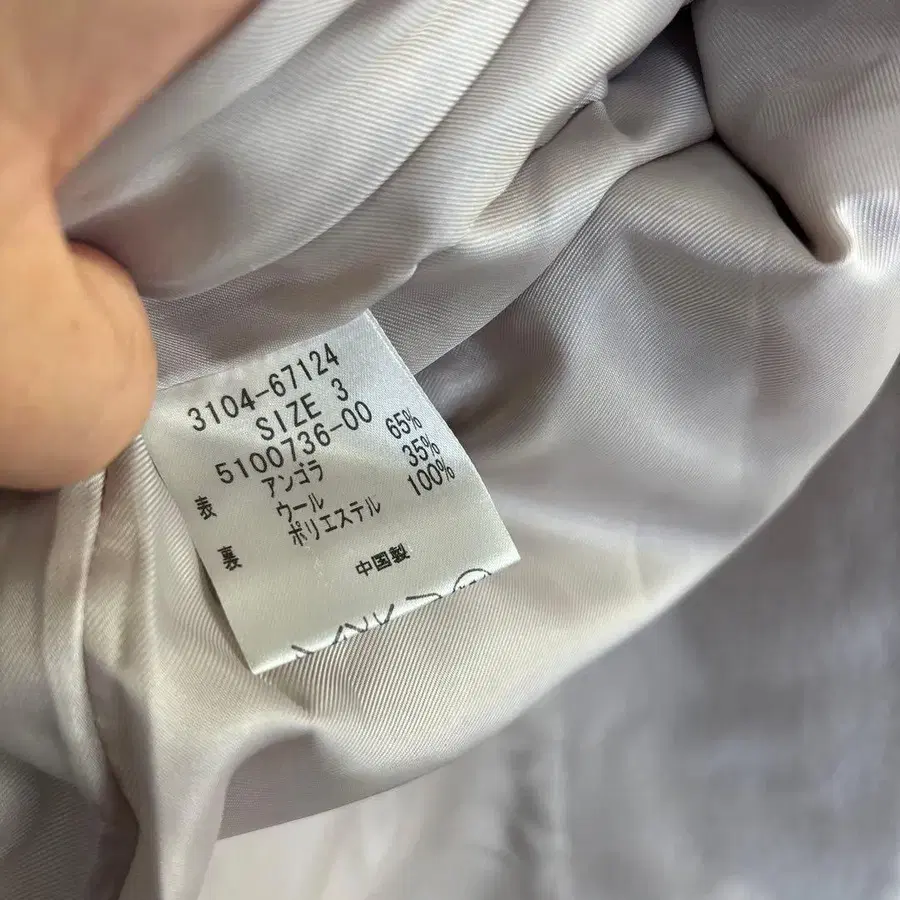 3104-67124
SIZE 3
5100736-00
表 アンゴラ 65%
ウール 35%
裏 ポリエステル 100%
中国製